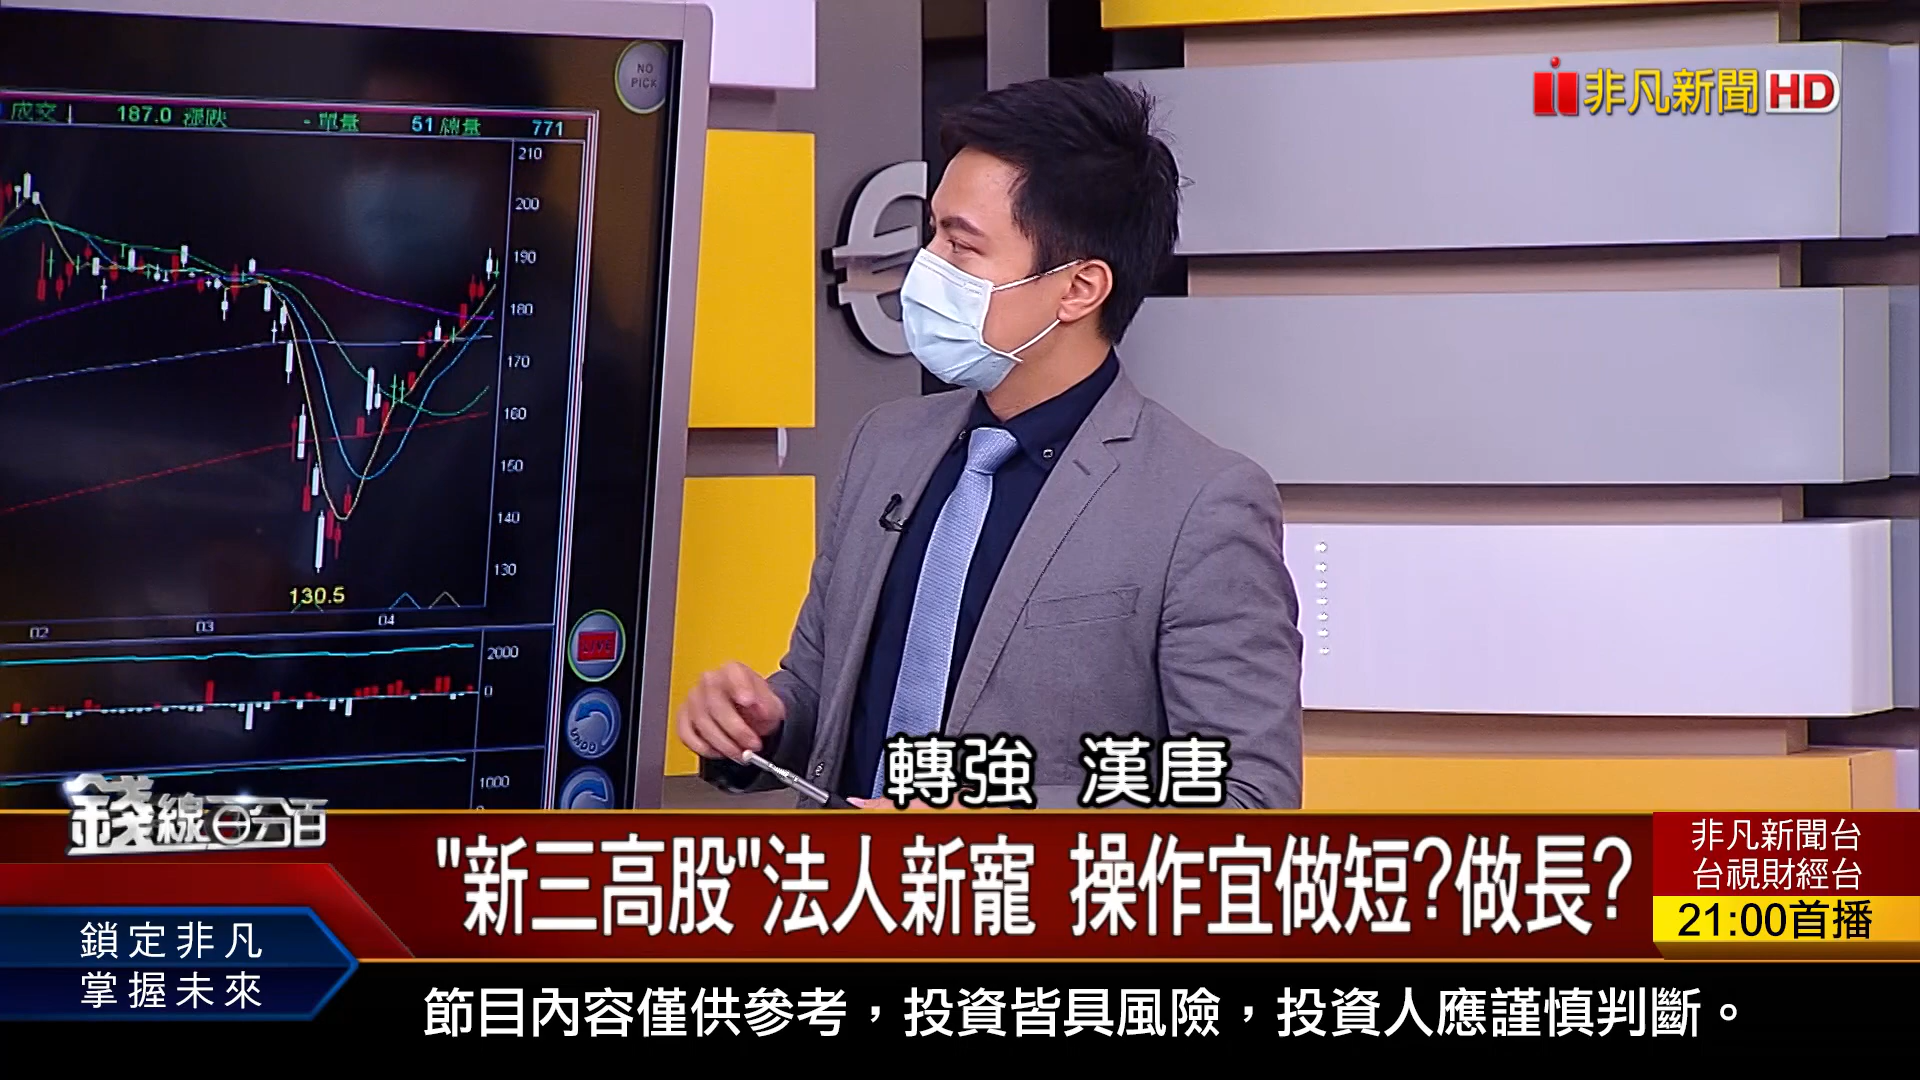 NO
PICK
成交 187.0 漲跌 - 單量 51 總量 771
210
200
190
180
170
160
150
140
130
130.5
02 03 04
2000
0
1000
0
LIVE
UNDO
非凡新聞HD
轉強 漢唐
錢線百分百
"新三高股"法人新寵 操作宜做短?做長?
非凡新聞台
台視財經台
21:00首播
鎖定非凡
掌握未來
節目內容僅供參考，投資皆具風險，投資人應謹慎判斷。